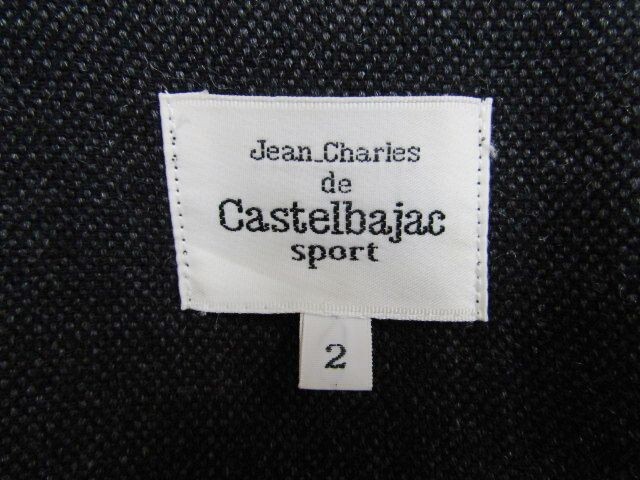 Jean_Charles
de
Castelbajac
sport
2